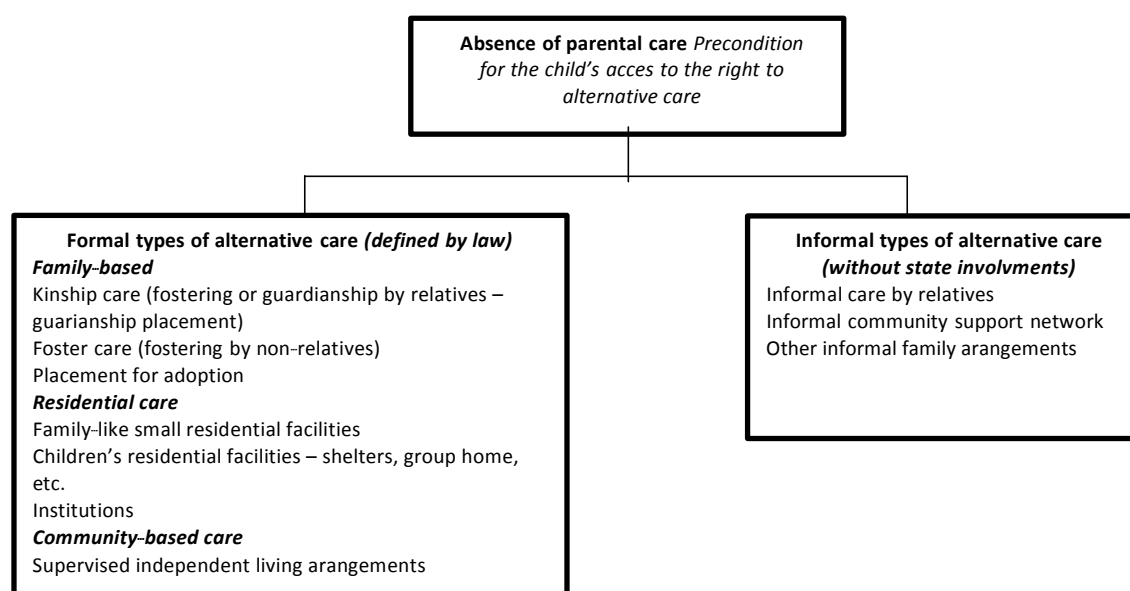 Absence of parental care Precondition
for the child’s acces to the right to
alternative care
Formal types of alternative care (defined by law)
Family-based
Kinship care (fostering or guardianship by relatives –
guarianship placement)
Foster care (fostering by non-relatives)
Placement for adoption
Residential care
Family-like small residential facilities
Children’s residential facilities – shelters, group home,
etc.
Institutions
Community-based care
Supervised independent living arangements
Informal types of alternative care
(without state involvments)
Informal care by relatives
Informal community support network
Other informal family arangements